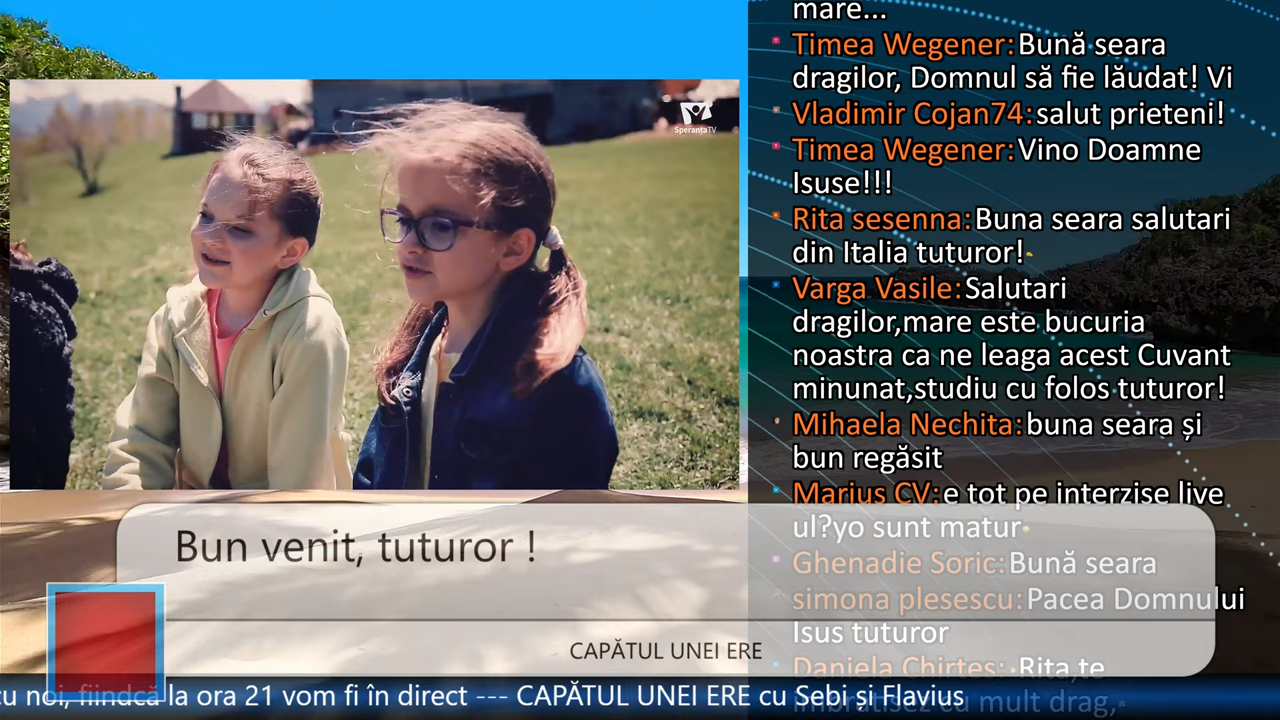 mare...
Timea Wegener: Bună seara
dragilor, Domnul să fie lăudat! Vi
Vladimir Cojan74: salut prieteni!
Timea Wegener: Vino Doamne
Isuse!!!
Rita sesenna: Buna seara salutari
din Italia tuturor!
Varga Vasile: Salutari
dragilor,mare este bucuria
noastra ca ne leaga acest Cuvant
minunat,studiu cu folos tuturor!
Mihaela Nechita: buna seara și
bun regăsit
Marius CV: e tot pe interzise live
ul?yo sunt matur
Ghenadie Soric: Bună seara
simona plesescu: Pacea Domnului
Isus tuturor
Daniela Chirtes: Rita,te
îmbrățisez cu mult drag,
SperanțaTV
Bun venit, tuturor !
CAPĂTUL UNEI ERE
cu noi, fiindcă la ora 21 vom fi în direct --- CAPĂTUL UNEI ERE cu Sebi și Flavius